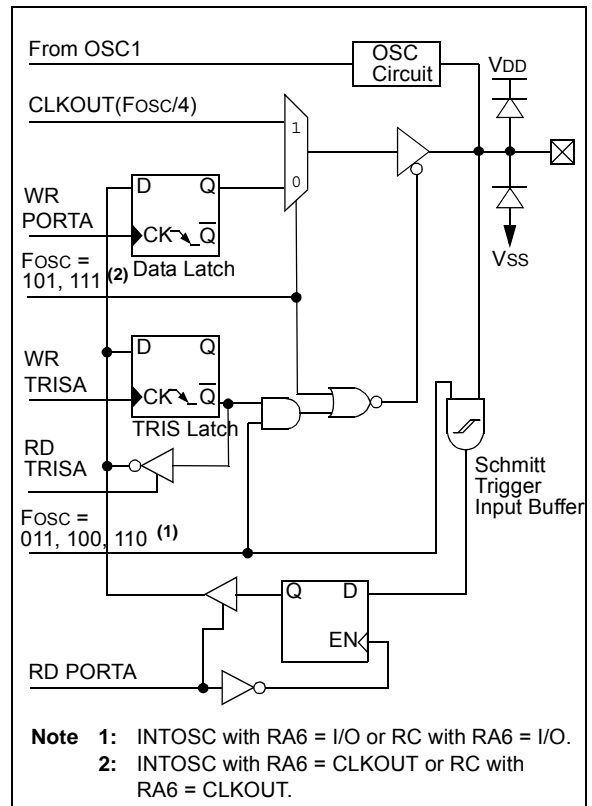 From OSC1
OSC
Circuit
VDD
CLKOUT(FOSC/4)
1
0
D Q
WR
PORTA
CK Q
Data Latch
FOSC =
101, 111 (2)
VSS
D Q
WR
TRISA
CK Q
TRIS Latch
RD
TRISA
Schmitt
Trigger
Input Buffer
FOSC =
011, 100, 110 (1)
Q D
EN
RD PORTA
Note 1: INTOSC with RA6 = I/O or RC with RA6 = I/O.
2: INTOSC with RA6 = CLKOUT or RC with
RA6 = CLKOUT.